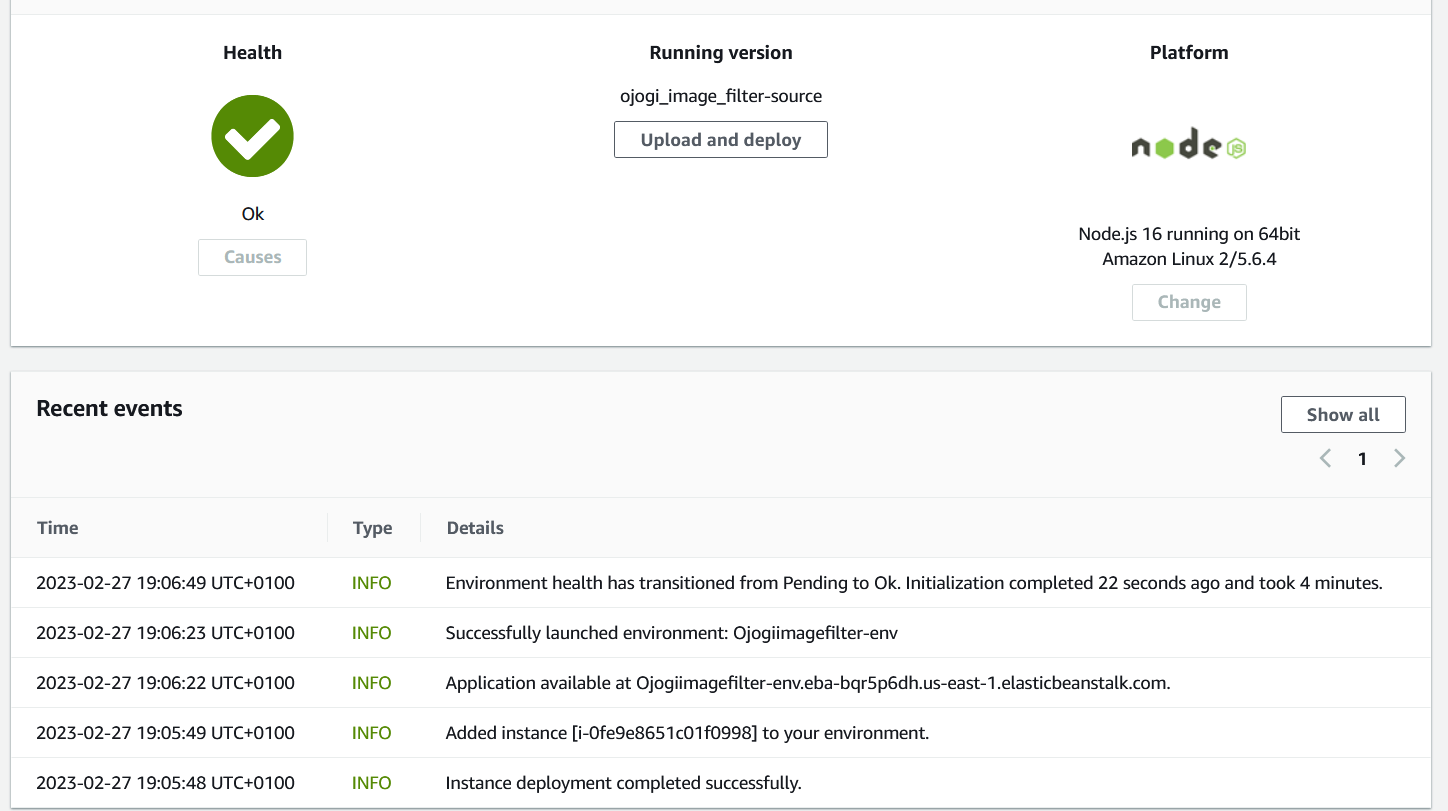 Health
Running version
Platform
ojogi_image_filter-source
Upload and deploy
node JS
Ok
Causes
Node.js 16 running on 64bit
Amazon Linux 2/5.6.4
Change
Recent events
Show all
1
Time Type Details
2023-02-27 19:06:49 UTC+0100 INFO Environment health has transitioned from Pending to Ok. Initialization completed 22 seconds ago and took 4 minutes.
2023-02-27 19:06:23 UTC+0100 INFO Successfully launched environment: Ojogiimagefilter-env
2023-02-27 19:06:22 UTC+0100 INFO Application available at Ojogiimagefilter-env.eba-bqr5p6dh.us-east-1.elasticbeanstalk.com.
2023-02-27 19:05:49 UTC+0100 INFO Added instance [i-0fe9e8651c01f0998] to your environment.
2023-02-27 19:05:48 UTC+0100 INFO Instance deployment completed successfully.